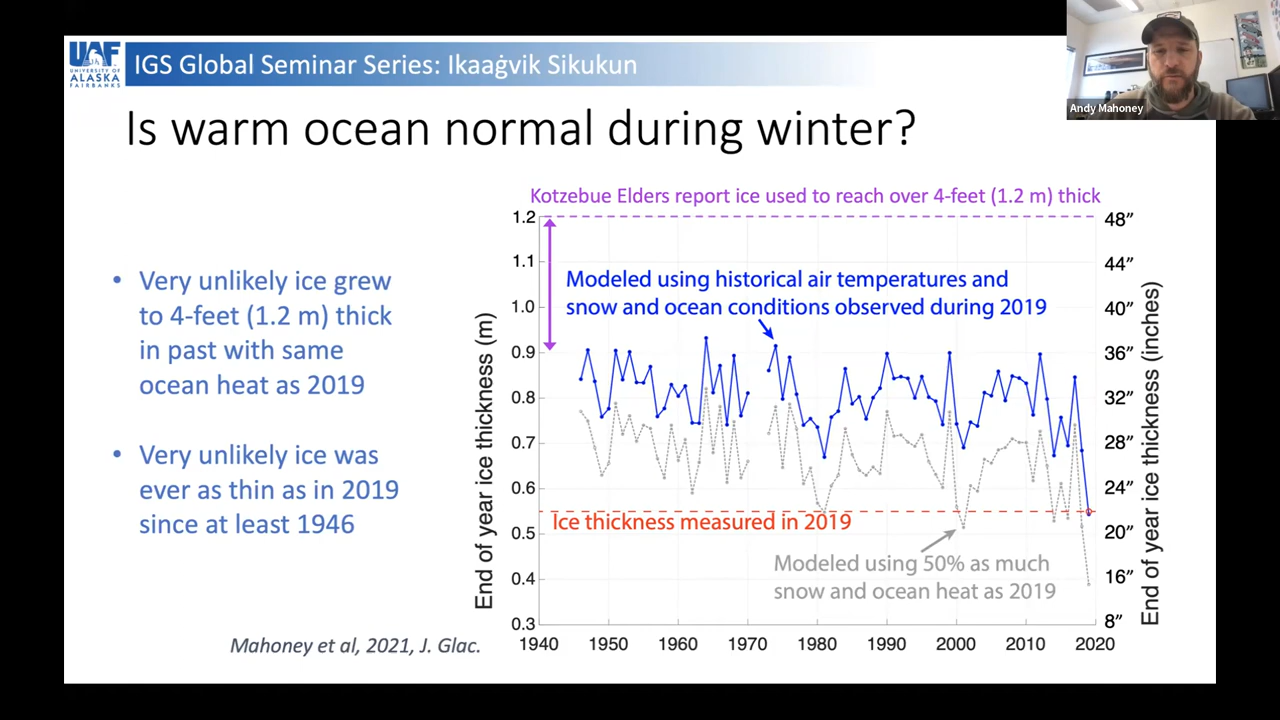 UAF
UNIVERSITY OF
ALASKA
FAIRBANKS
IGS Global Seminar Series: Ikaaġvik Sikukun
Andy Mahoney
Is warm ocean normal during winter?
• Very unlikely ice grew
to 4-feet (1.2 m) thick
in past with same
ocean heat as 2019
• Very unlikely ice was
ever as thin as in 2019
since at least 1946
Mahoney et al, 2021, J. Glac.
Kotzebue Elders report ice used to reach over 4-feet (1.2 m) thick
Modeled using historical air temperatures and
snow and ocean conditions observed during 2019
Ice thickness measured in 2019
Modeled using 50% as much
snow and ocean heat as 2019
End of year ice thickness (m)
1.2
1.1
1.0
0.9
0.8
0.7
0.6
0.5
0.4
0.3
1940 1950 1960 1970 1980 1990 2000 2010 2020
48”
44”
40”
36”
32”
28”
24”
20”
16”
8”
End of year ice thickness (inches)